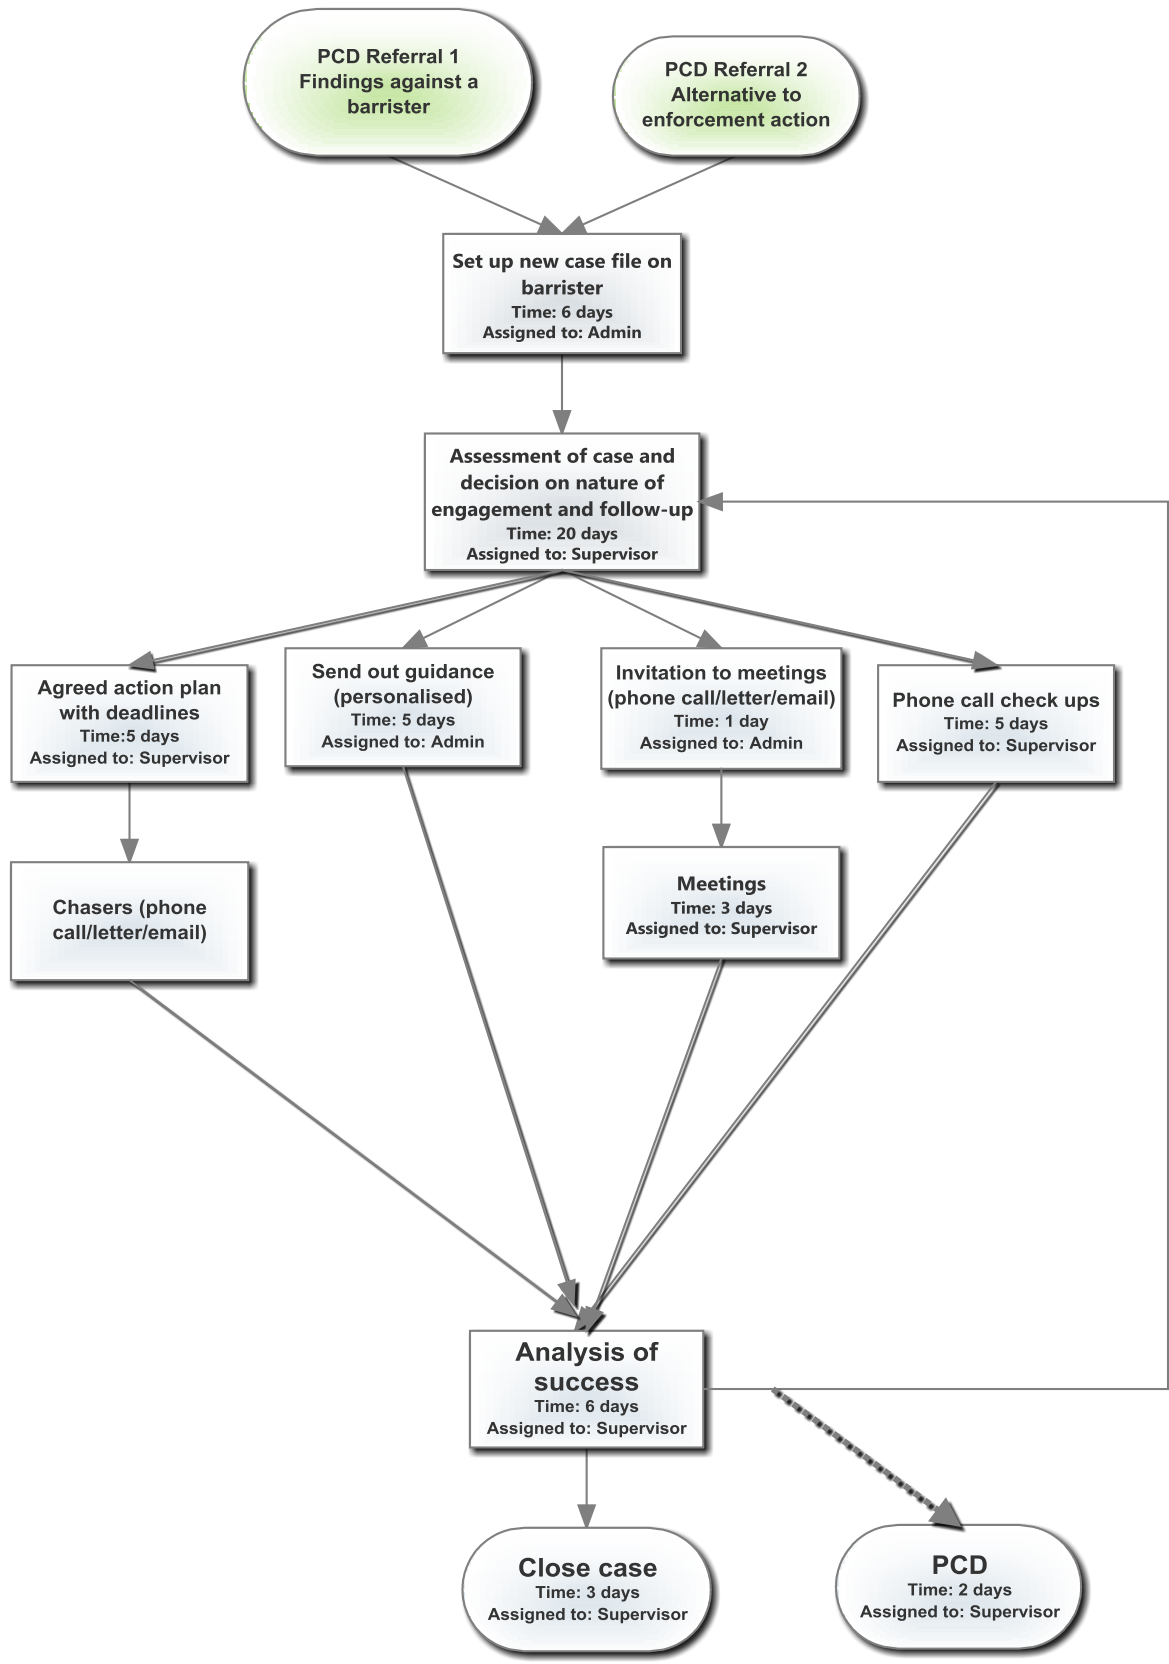 PCD Referral 1
Findings against a
barrister
PCD Referral 2
Alternative to
enforcement action
Set up new case file on
barrister
Time: 6 days
Assigned to: Admin
Assessment of case and
decision on nature of
engagement and follow-up
Time: 20 days
Assigned to: Supervisor
Agreed action plan
with deadlines
Time:5 days
Assigned to: Supervisor
Send out guidance
(personalised)
Time: 5 days
Assigned to: Admin
Invitation to meetings
(phone call/letter/email)
Time: 1 day
Assigned to: Admin
Phone call check ups
Time: 5 days
Assigned to: Supervisor
Chasers (phone
call/letter/email)
Meetings
Time: 3 days
Assigned to: Supervisor
Analysis of
success
Time: 6 days
Assigned to: Supervisor
Close case
Time: 3 days
Assigned to: Supervisor
PCD
Time: 2 days
Assigned to: Supervisor